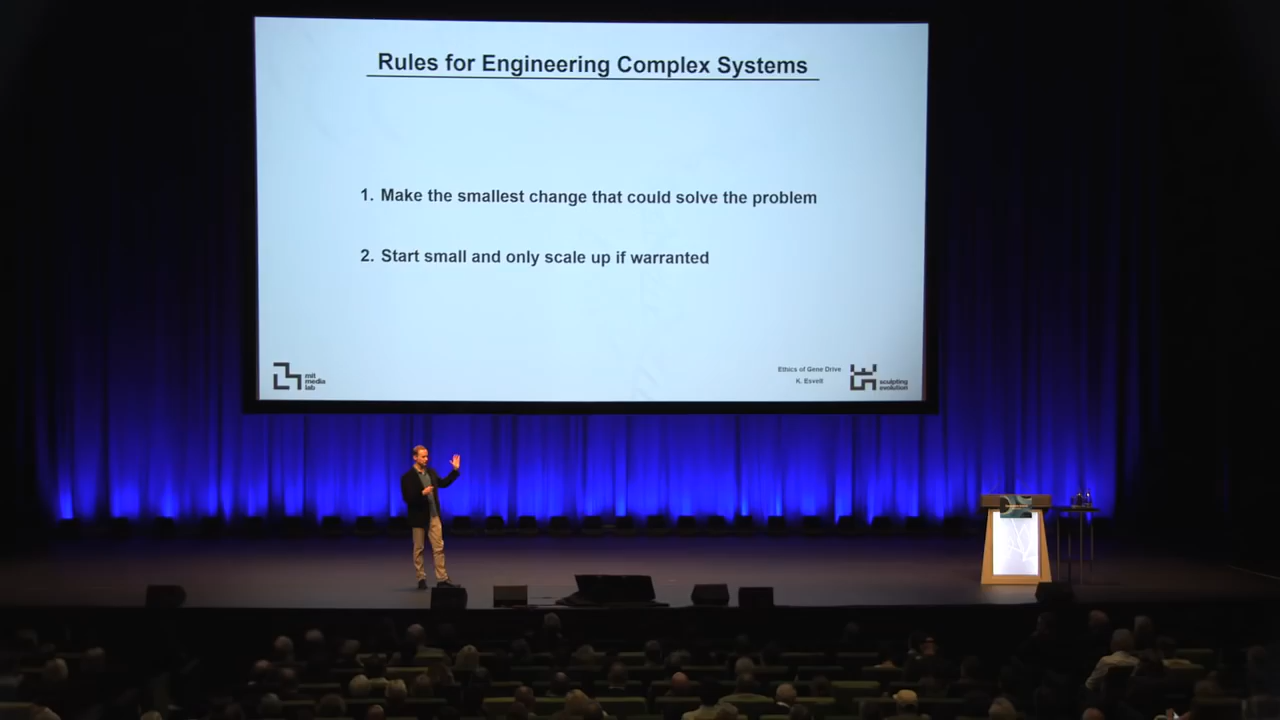 Rules for Engineering Complex Systems
1. Make the smallest change that could solve the problem
2. Start small and only scale up if warranted
mit
media
lab
Ethics of Gene Drive
K. Esvelt
sculpting
evolution